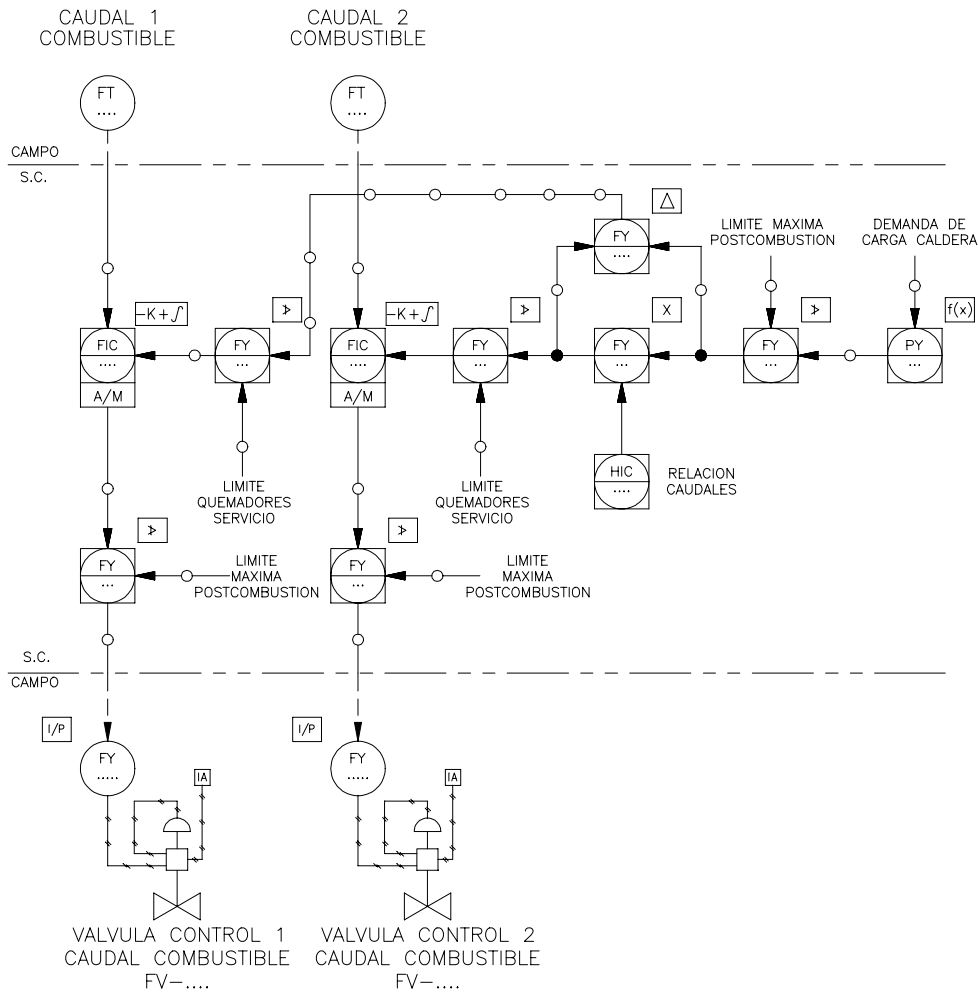 CAUDAL 1
COMBUSTIBLE
CAUDAL 2
COMBUSTIBLE
FT
....
FT
....
CAMPO
S.C.
FY
....
△
LIMITE MAXIMA
POSTCOMBUSTION
DEMANDA DE
CARGA CALDERA
-K+∫
-K+∫
X
f(x)
FIC
....
A/M
FY
...
FIC
....
A/M
FY
...
FY
...
FY
...
PY
...
LIMITE
QUEMADORES
SERVICIO
LIMITE
QUEMADORES
SERVICIO
HIC
....
RELACION
CAUDALES
FY
...
LIMITE
MAXIMA
POSTCOMBUSTION
FY
...
LIMITE
MAXIMA
POSTCOMBUSTION
S.C.
CAMPO
I/P
FY
.....
IA
I/P
FY
.....
IA
VALVULA CONTROL 1
CAUDAL COMBUSTIBLE
FV-....
VALVULA CONTROL 2
CAUDAL COMBUSTIBLE
FV-....